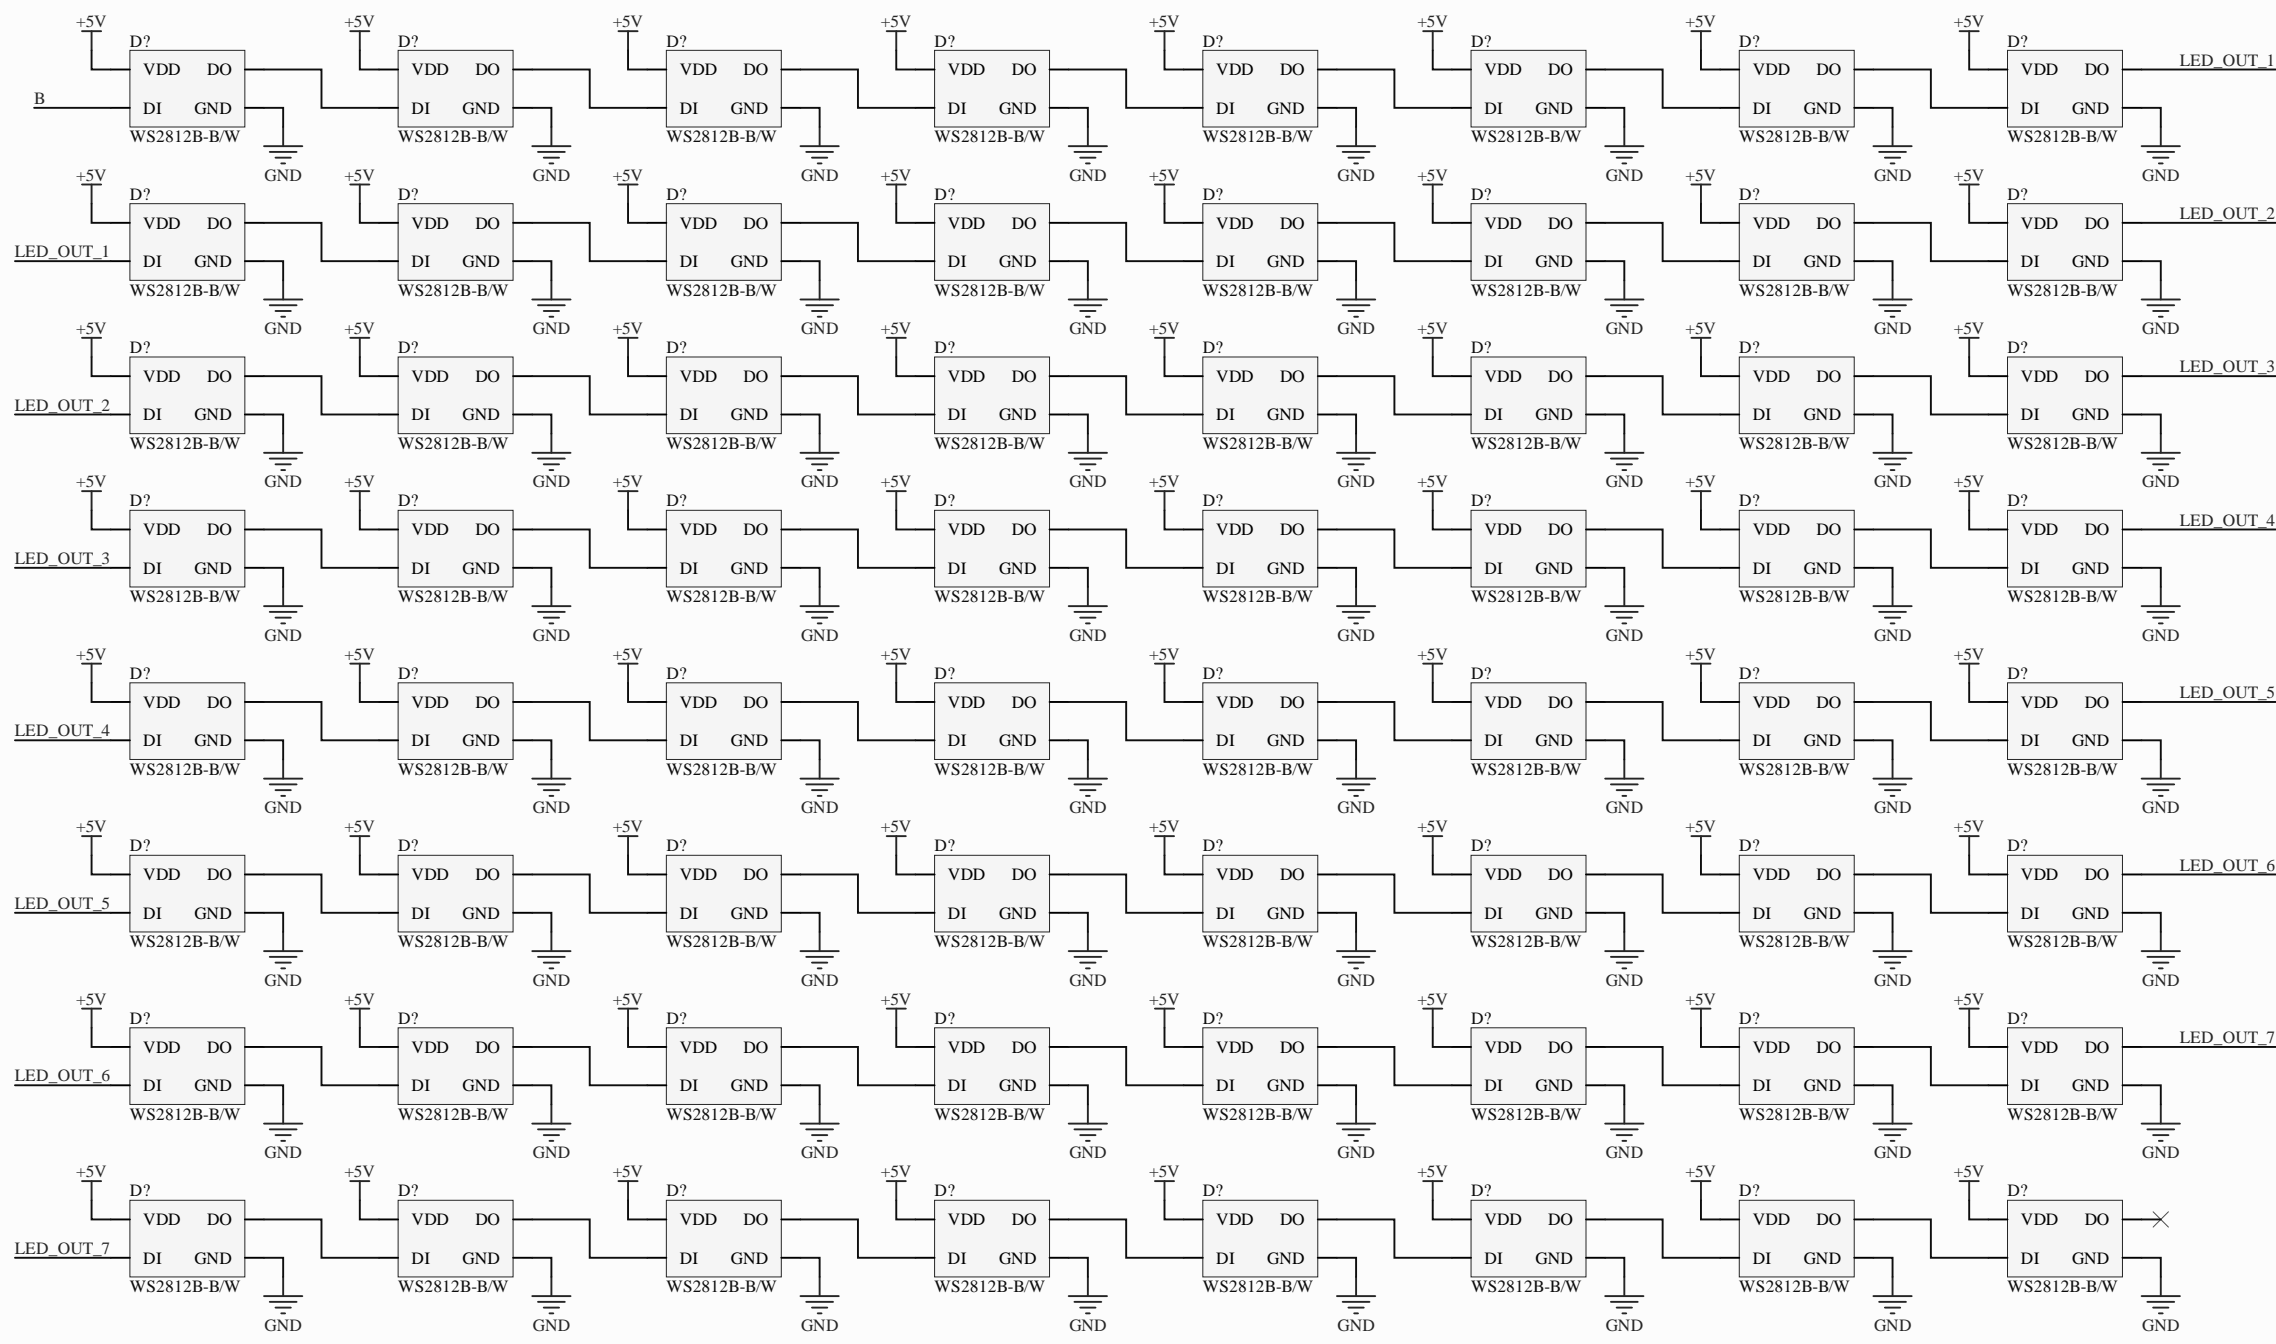 +5V +5V +5V +5V +5V +5V +5V +5V
D? D? D? D? D? D? D? D?
VDD DO VDD DO VDD DO VDD DO VDD DO VDD DO VDD DO VDD DO LED_OUT_1
B DI GND DI GND DI GND DI GND DI GND DI GND DI GND DI GND
WS2812B-B/W WS2812B-B/W WS2812B-B/W WS2812B-B/W WS2812B-B/W WS2812B-B/W WS2812B-B/W WS2812B-B/W
GND GND GND GND GND GND GND GND
+5V +5V +5V +5V +5V +5V +5V +5V
D? D? D? D? D? D? D? D?
VDD DO VDD DO VDD DO VDD DO VDD DO VDD DO VDD DO VDD DO LED_OUT_2
LED_OUT_1 DI GND DI GND DI GND DI GND DI GND DI GND DI GND DI GND
WS2812B-B/W WS2812B-B/W WS2812B-B/W WS2812B-B/W WS2812B-B/W WS2812B-B/W WS2812B-B/W WS2812B-B/W
GND GND GND GND GND GND GND GND
+5V +5V +5V +5V +5V +5V +5V +5V
D? D? D? D? D? D? D? D?
VDD DO VDD DO VDD DO VDD DO VDD DO VDD DO VDD DO VDD DO LED_OUT_3
LED_OUT_2 DI GND DI GND DI GND DI GND DI GND DI GND DI GND DI GND
WS2812B-B/W WS2812B-B/W WS2812B-B/W WS2812B-B/W WS2812B-B/W WS2812B-B/W WS2812B-B/W WS2812B-B/W
GND GND GND GND GND GND GND GND
+5V +5V +5V +5V +5V +5V +5V +5V
D? D? D? D? D? D? D? D?
VDD DO VDD DO VDD DO VDD DO VDD DO VDD DO VDD DO VDD DO LED_OUT_4
LED_OUT_3 DI GND DI GND DI GND DI GND DI GND DI GND DI GND DI GND
WS2812B-B/W WS2812B-B/W WS2812B-B/W WS2812B-B/W WS2812B-B/W WS2812B-B/W WS2812B-B/W WS2812B-B/W
GND GND GND GND GND GND GND GND
+5V +5V +5V +5V +5V +5V +5V +5V
D? D? D? D? D? D? D? D?
VDD DO VDD DO VDD DO VDD DO VDD DO VDD DO VDD DO VDD DO LED_OUT_5
LED_OUT_4 DI GND DI GND DI GND DI GND DI GND DI GND DI GND DI GND
WS2812B-B/W WS2812B-B/W WS2812B-B/W WS2812B-B/W WS2812B-B/W WS2812B-B/W WS2812B-B/W WS2812B-B/W
GND GND GND GND GND GND GND GND
+5V +5V +5V +5V +5V +5V +5V +5V
D? D? D? D? D? D? D? D?
VDD DO VDD DO VDD DO VDD DO VDD DO VDD DO VDD DO VDD DO LED_OUT_6
LED_OUT_5 DI GND DI GND DI GND DI GND DI GND DI GND DI GND DI GND
WS2812B-B/W WS2812B-B/W WS2812B-B/W WS2812B-B/W WS2812B-B/W WS2812B-B/W WS2812B-B/W WS2812B-B/W
GND GND GND GND GND GND GND GND
+5V +5V +5V +5V +5V +5V +5V +5V
D? D? D? D? D? D? D? D?
VDD DO VDD DO VDD DO VDD DO VDD DO VDD DO VDD DO VDD DO LED_OUT_7
LED_OUT_6 DI GND DI GND DI GND DI GND DI GND DI GND DI GND DI GND
WS2812B-B/W WS2812B-B/W WS2812B-B/W WS2812B-B/W WS2812B-B/W WS2812B-B/W WS2812B-B/W WS2812B-B/W
GND GND GND GND GND GND GND GND
+5V +5V +5V +5V +5V +5V +5V +5V
D? D? D? D? D? D? D? D?
VDD DO VDD DO VDD DO VDD DO VDD DO VDD DO VDD DO VDD DO
LED_OUT_7 DI GND DI GND DI GND DI GND DI GND DI GND DI GND DI GND
WS2812B-B/W WS2812B-B/W WS2812B-B/W WS2812B-B/W WS2812B-B/W WS2812B-B/W WS2812B-B/W WS2812B-B/W
GND GND GND GND GND GND GND GND